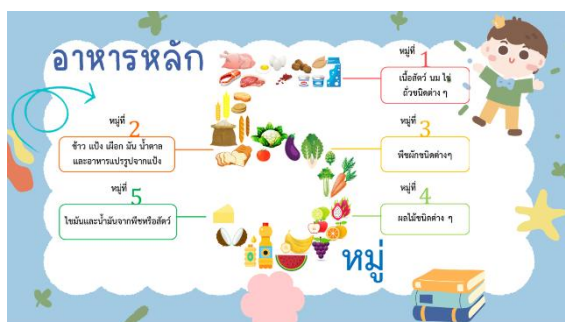 อาหารหลัก
5
หมู่
หมู่ที่ 1
เนื้อสัตว์ นม ไข่
ถั่วชนิดต่าง ๆ
หมู่ที่ 2
ข้าว แป้ง เผือก มัน น้ำตาล
และอาหารแปรรูปจากแป้ง
หมู่ที่ 3
พืชผักชนิดต่างๆ
หมู่ที่ 4
ผลไม้ชนิดต่าง ๆ
หมู่ที่ 5
ไขมันและน้ำมันจากพืชหรือสัตว์